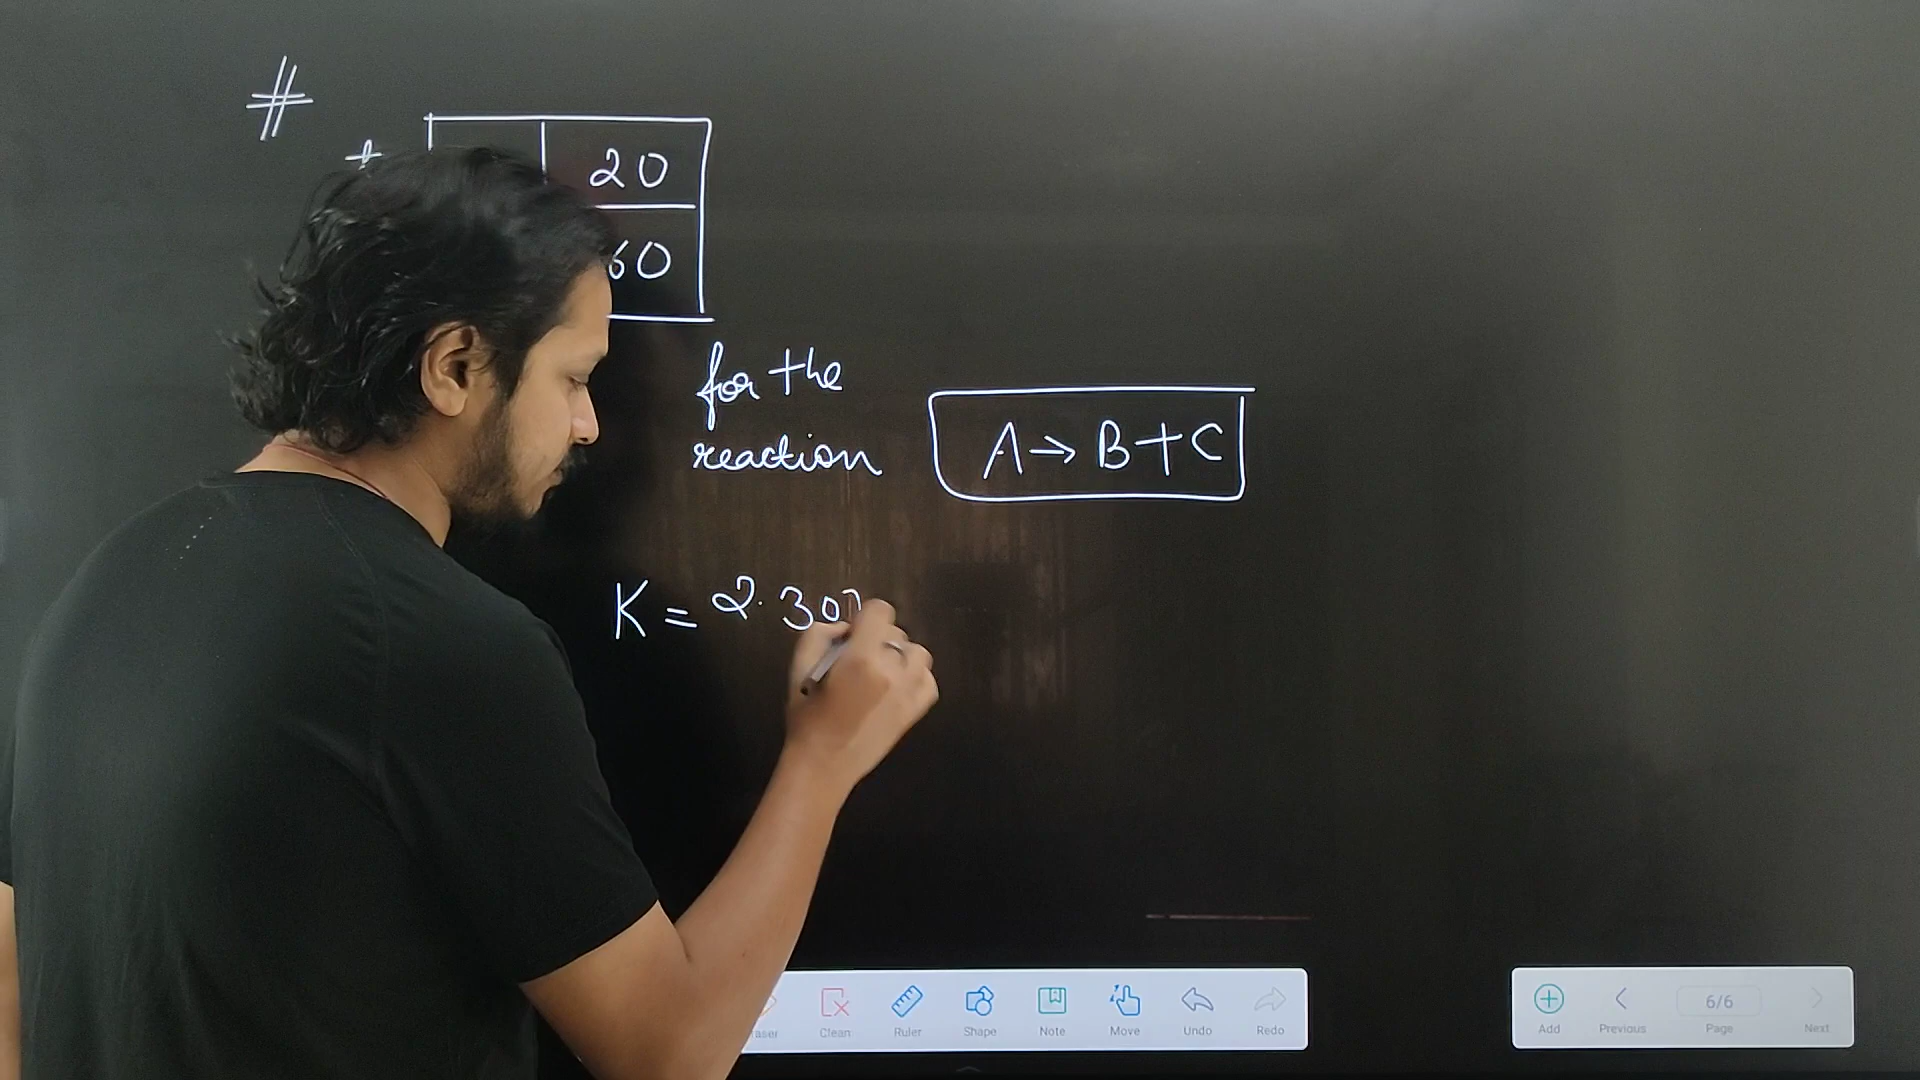 #
t 20
60
for the
reaction
A → B + C
K = 2.303
Clean Ruler Shape Note Move Undo Redo
Add Previous 6/6 Page Next